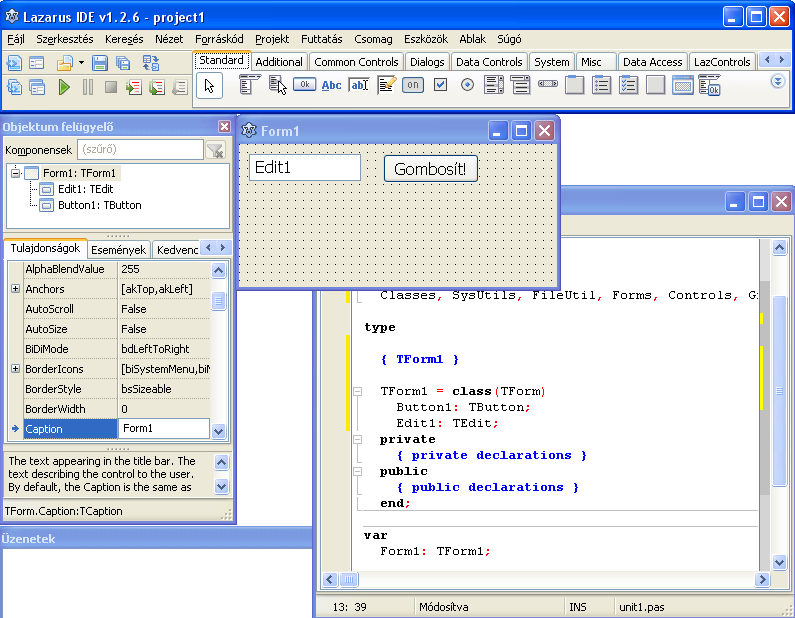 Lazarus IDE v1.2.6 - project1
Fájl Szerkesztés Keresés Nézet Forráskód Projekt Futtatás Csomag Eszközök Ablak Súgó
Standard Additional Common Controls Dialogs Data Controls System Misc Data Access LazControls
Ok Abc ab on Ok
Objektum felügyelő
Komponensek (szűrő)
Form1: TForm1
Edit1: TEdit
Button1: TButton
Tulajdonságok Események Kedvenc
AlphaBlendValue 255
Anchors [akTop,akLeft]
AutoScroll False
AutoSize False
BiDiMode bdLeftToRight
BorderIcons [biSystemMenu,biM
BorderStyle bsSizeable
BorderWidth 0
Caption Form1
The text appearing in the title bar. The
text describing the control to the user.
By default, the Caption is the same as
TForm.Caption:TCaption
Üzenetek
Form1
Edit1 Gombosít!
Classes, SysUtils, FileUtil, Forms, Controls, G
type
{ TForm1 }
TForm1 = class(TForm)
Button1: TButton;
Edit1: TEdit;
private
{ private declarations }
public
{ public declarations }
end;
var
Form1: TForm1;
13: 39 Módosítva INS unit1.pas